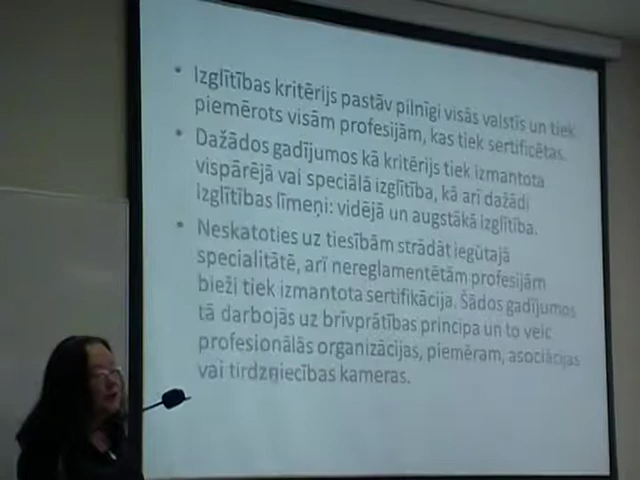 • Izglītības kritērijs pastāv pilnīgi visās valstīs un tiek
piemērots visām profesijām, kas tiek sertificētas.
• Dažādos gadījumos kā kritērijs tiek izmantota
vispārējā vai speciālā izglītība, kā arī dažādi
izglītības līmeņi: vidējā un augstākā izglītība.
• Neskatoties uz tiesībām strādāt iegūtajā
specialitātē, arī nereglamentētām profesijām
bieži tiek izmantota sertifikācija. Šādos gadījumos
tā darbojās uz brīvprātības principa un to veic
profesionālās organizācijas, piemēram, asociācijas
vai tirdzniecības kameras.